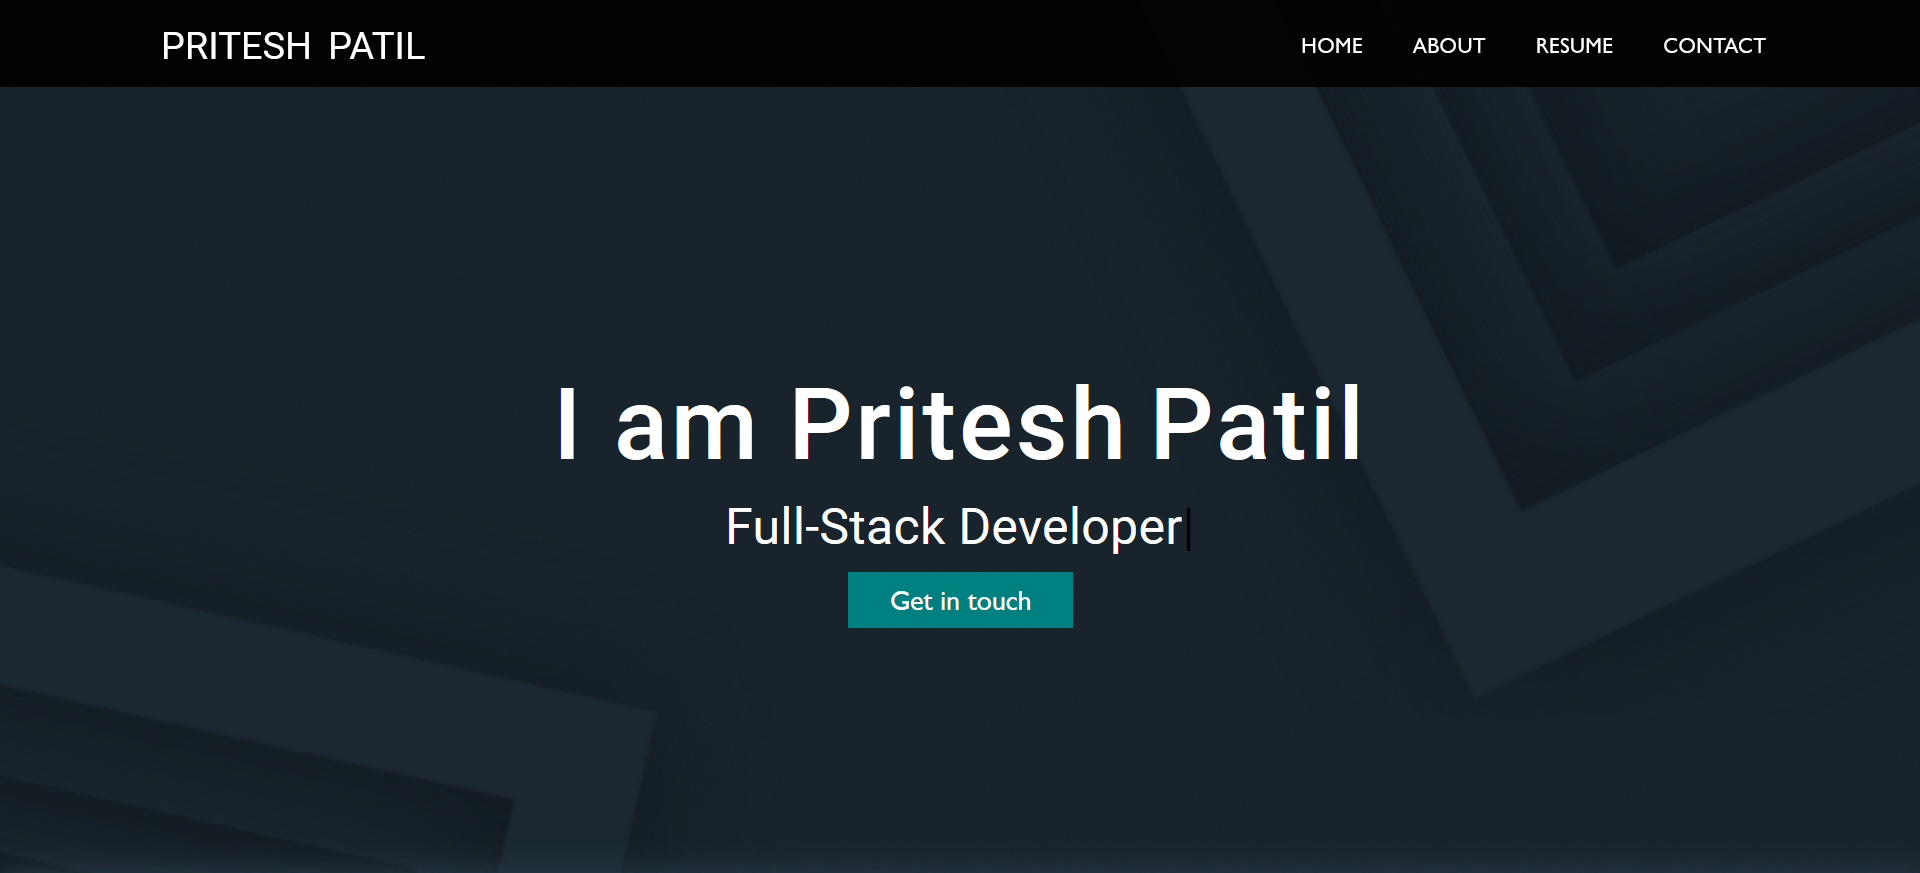 PRITESH PATIL
HOME ABOUT RESUME CONTACT
I am Pritesh Patil
Full-Stack Developer|
Get in touch